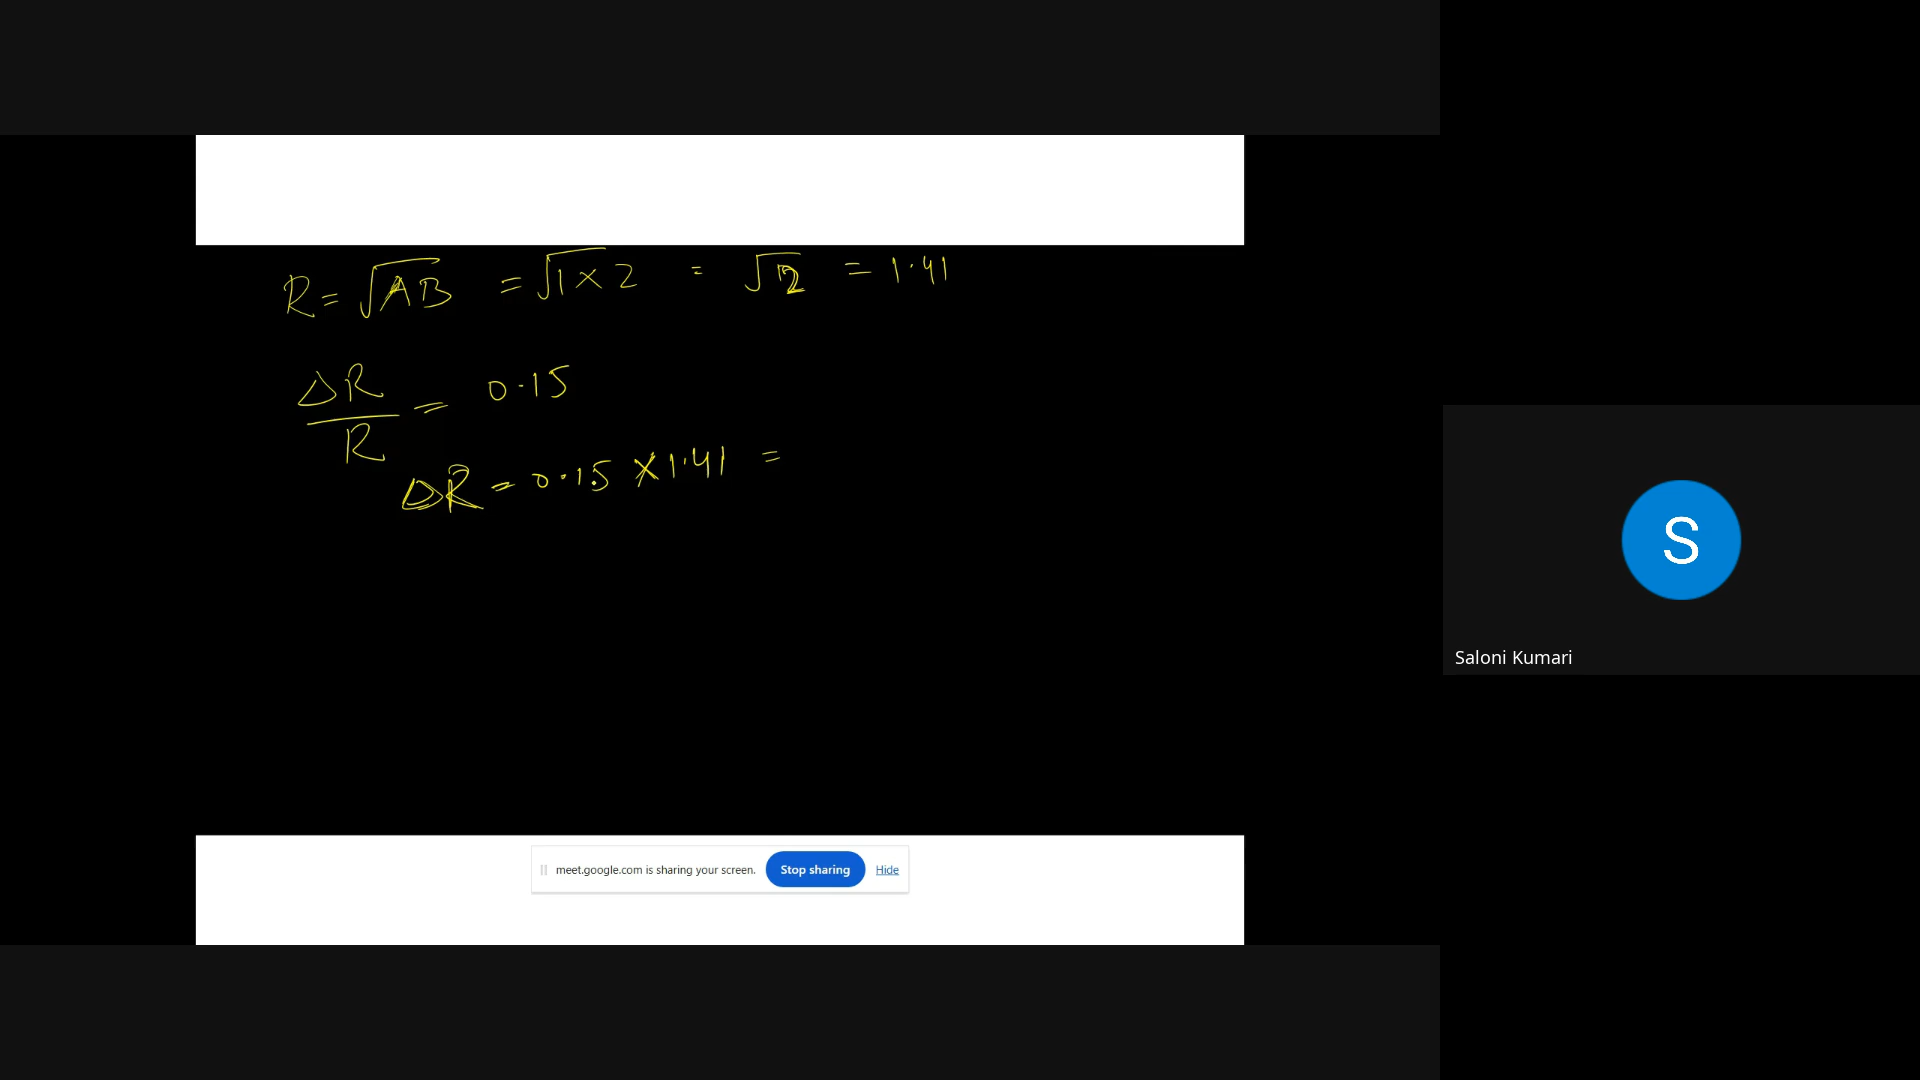 R = √AB = √1×2 = √2 = 1.41
ΔR/R = 0.15
ΔR = 0.15 × 1.41 =
S
Saloni Kumari
meet.google.com is sharing your screen. Stop sharing Hide